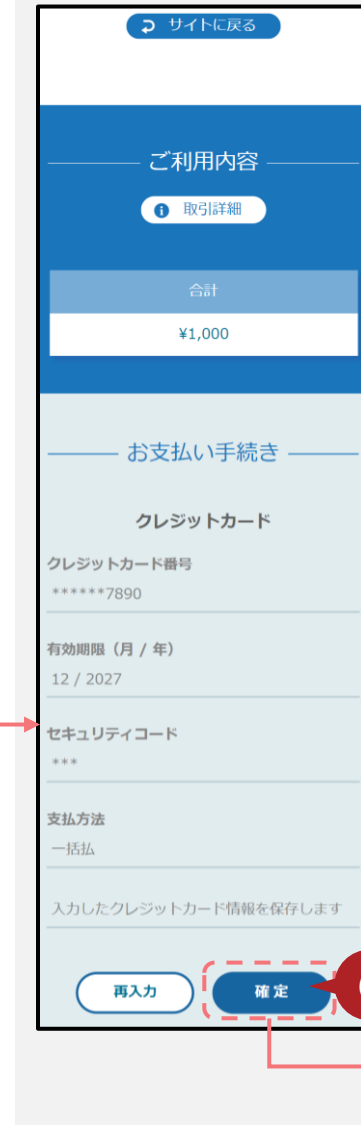 サイトに戻る
ご利用内容
取引詳細
合計
¥1,000
お支払い手続き
クレジットカード
クレジットカード番号
******7890
有効期限（月 / 年）
12 / 2027
セキュリティコード
***
支払方法
一括払
入力したクレジットカード情報を保存します
再入力 確定